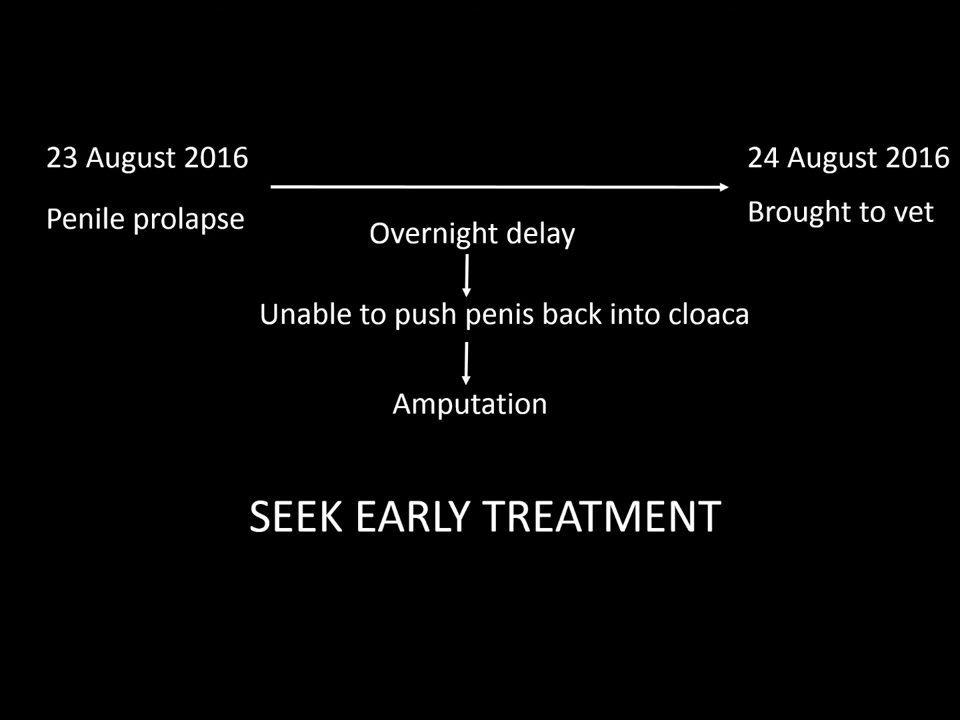 23 August 2016
24 August 2016
Penile prolapse
Brought to vet
Overnight delay
Unable to push penis back into cloaca
Amputation
SEEK EARLY TREATMENT